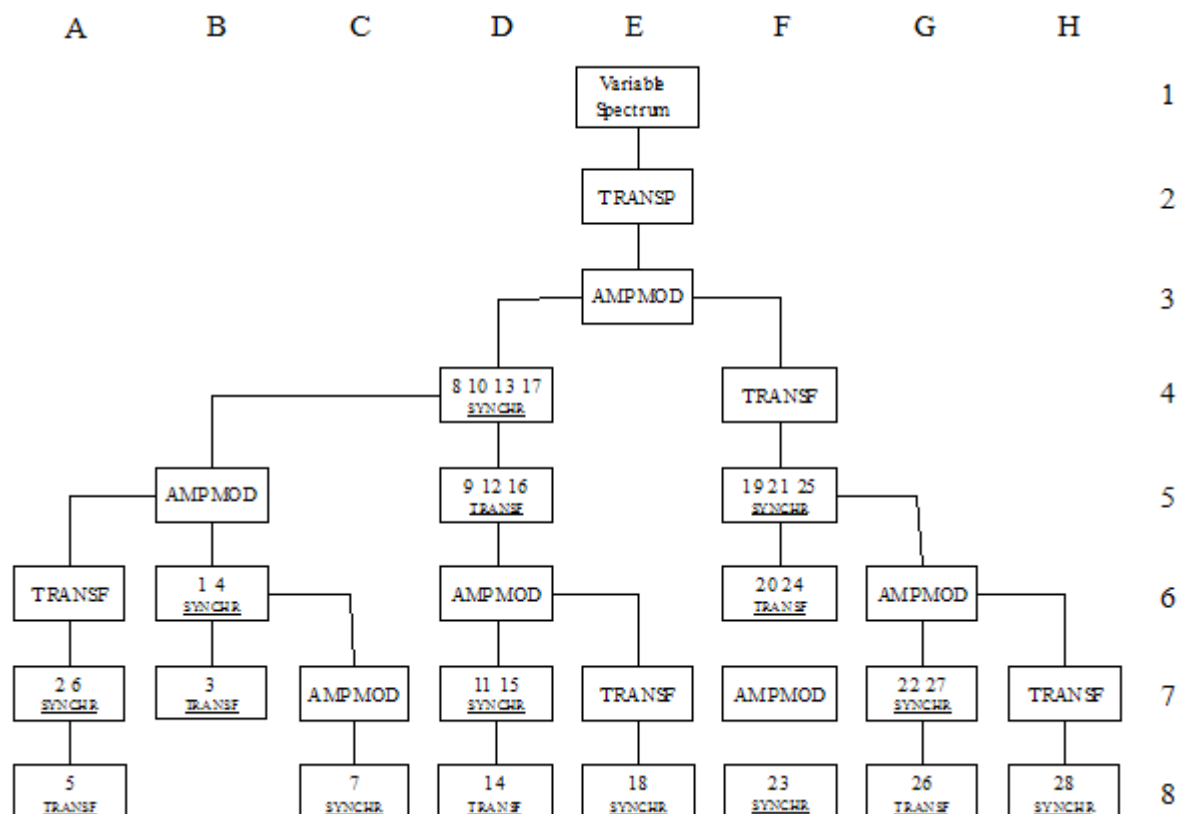 A B C D E F G H
Variable
Spectrum
1
TRANSP
2
AMPMOD
3
8 10 13 17
SYNCHR
TRANSF
4
AMPMOD
9 12 16
TRANSF
19 21 25
SYNCHR
5
TRANSF
1 4
SYNCHR
AMPMOD
20 24
TRANSF
AMPMOD
6
2 6
SYNCHR
3
TRANSF
AMPMOD
11 15
SYNCHR
TRANSF
AMPMOD
22 27
SYNCHR
TRANSF
7
5
TRANSF
7
SYNCHR
14
TRANSF
18
SYNCHR
23
SYNCHR
26
TRANSF
28
SYNCHR
8